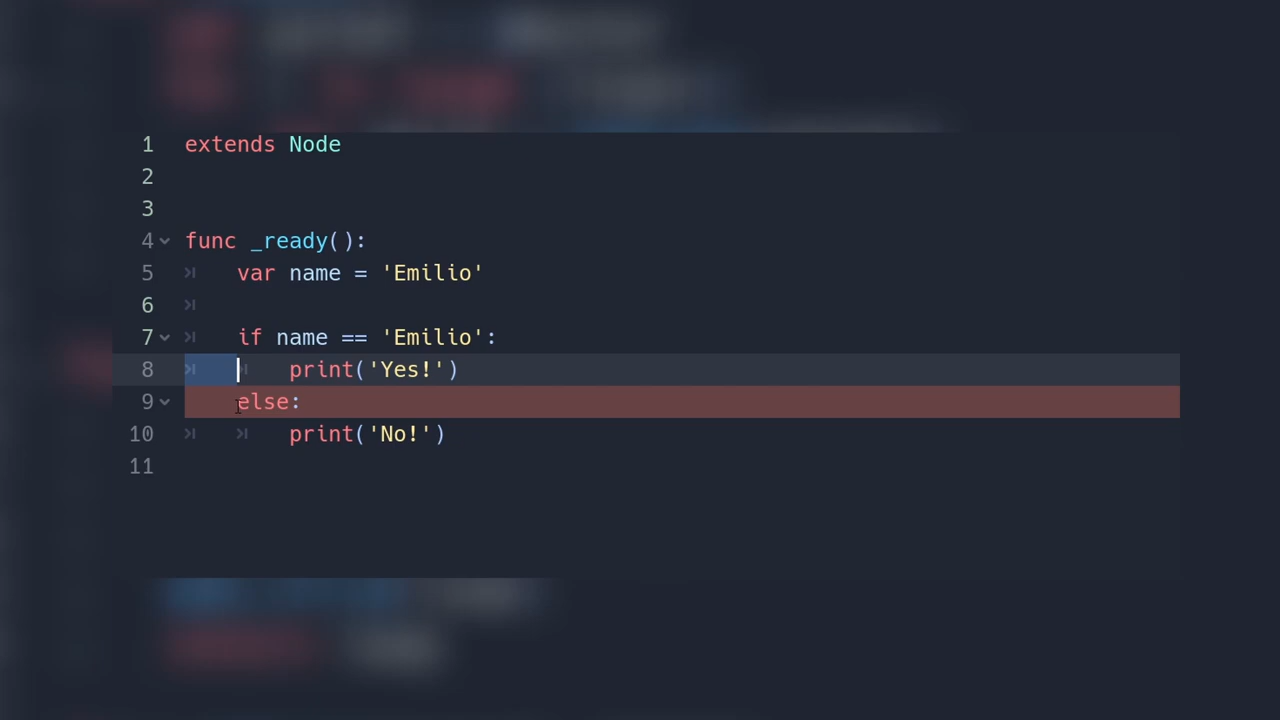 1 extends Node
2
3
4 func _ready():
5 var name = 'Emilio'
6
7 if name == 'Emilio':
8 print('Yes!')
9 else:
10 print('No!')
11